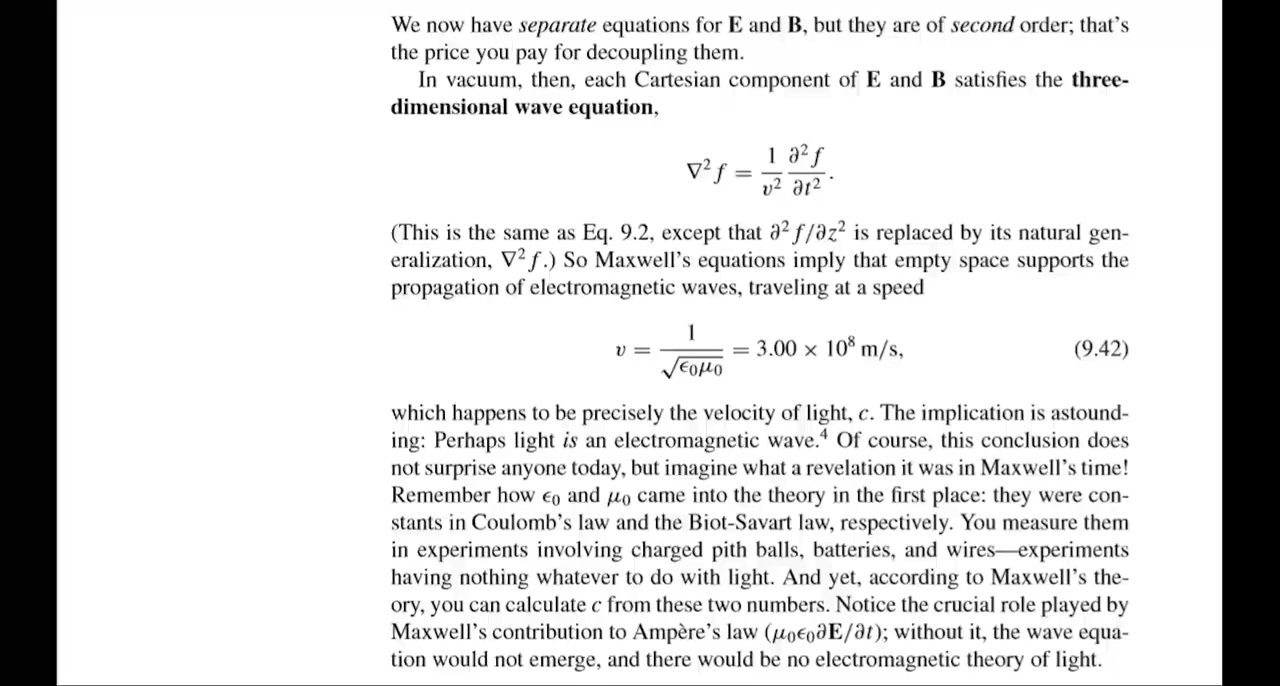 We now have separate equations for E and B, but they are of second order; that's
the price you pay for decoupling them.
In vacuum, then, each Cartesian component of E and B satisfies the three-
dimensional wave equation,
∇²f = 1/v² ∂²f/∂t².
(This is the same as Eq. 9.2, except that ∂²f/∂z² is replaced by its natural gen-
eralization, ∇²f.) So Maxwell's equations imply that empty space supports the
propagation of electromagnetic waves, traveling at a speed
v = 1/√ϵ₀μ₀ = 3.00 × 10⁸ m/s, (9.42)
which happens to be precisely the velocity of light, c. The implication is astound-
ing: Perhaps light is an electromagnetic wave.⁴ Of course, this conclusion does
not surprise anyone today, but imagine what a revelation it was in Maxwell's time!
Remember how ϵ₀ and μ₀ came into the theory in the first place: they were con-
stants in Coulomb's law and the Biot-Savart law, respectively. You measure them
in experiments involving charged pith balls, batteries, and wires—experiments
having nothing whatever to do with light. And yet, according to Maxwell's the-
ory, you can calculate c from these two numbers. Notice the crucial role played by
Maxwell's contribution to Ampère's law (μ₀ϵ₀∂E/∂t); without it, the wave equa-
tion would not emerge, and there would be no electromagnetic theory of light.